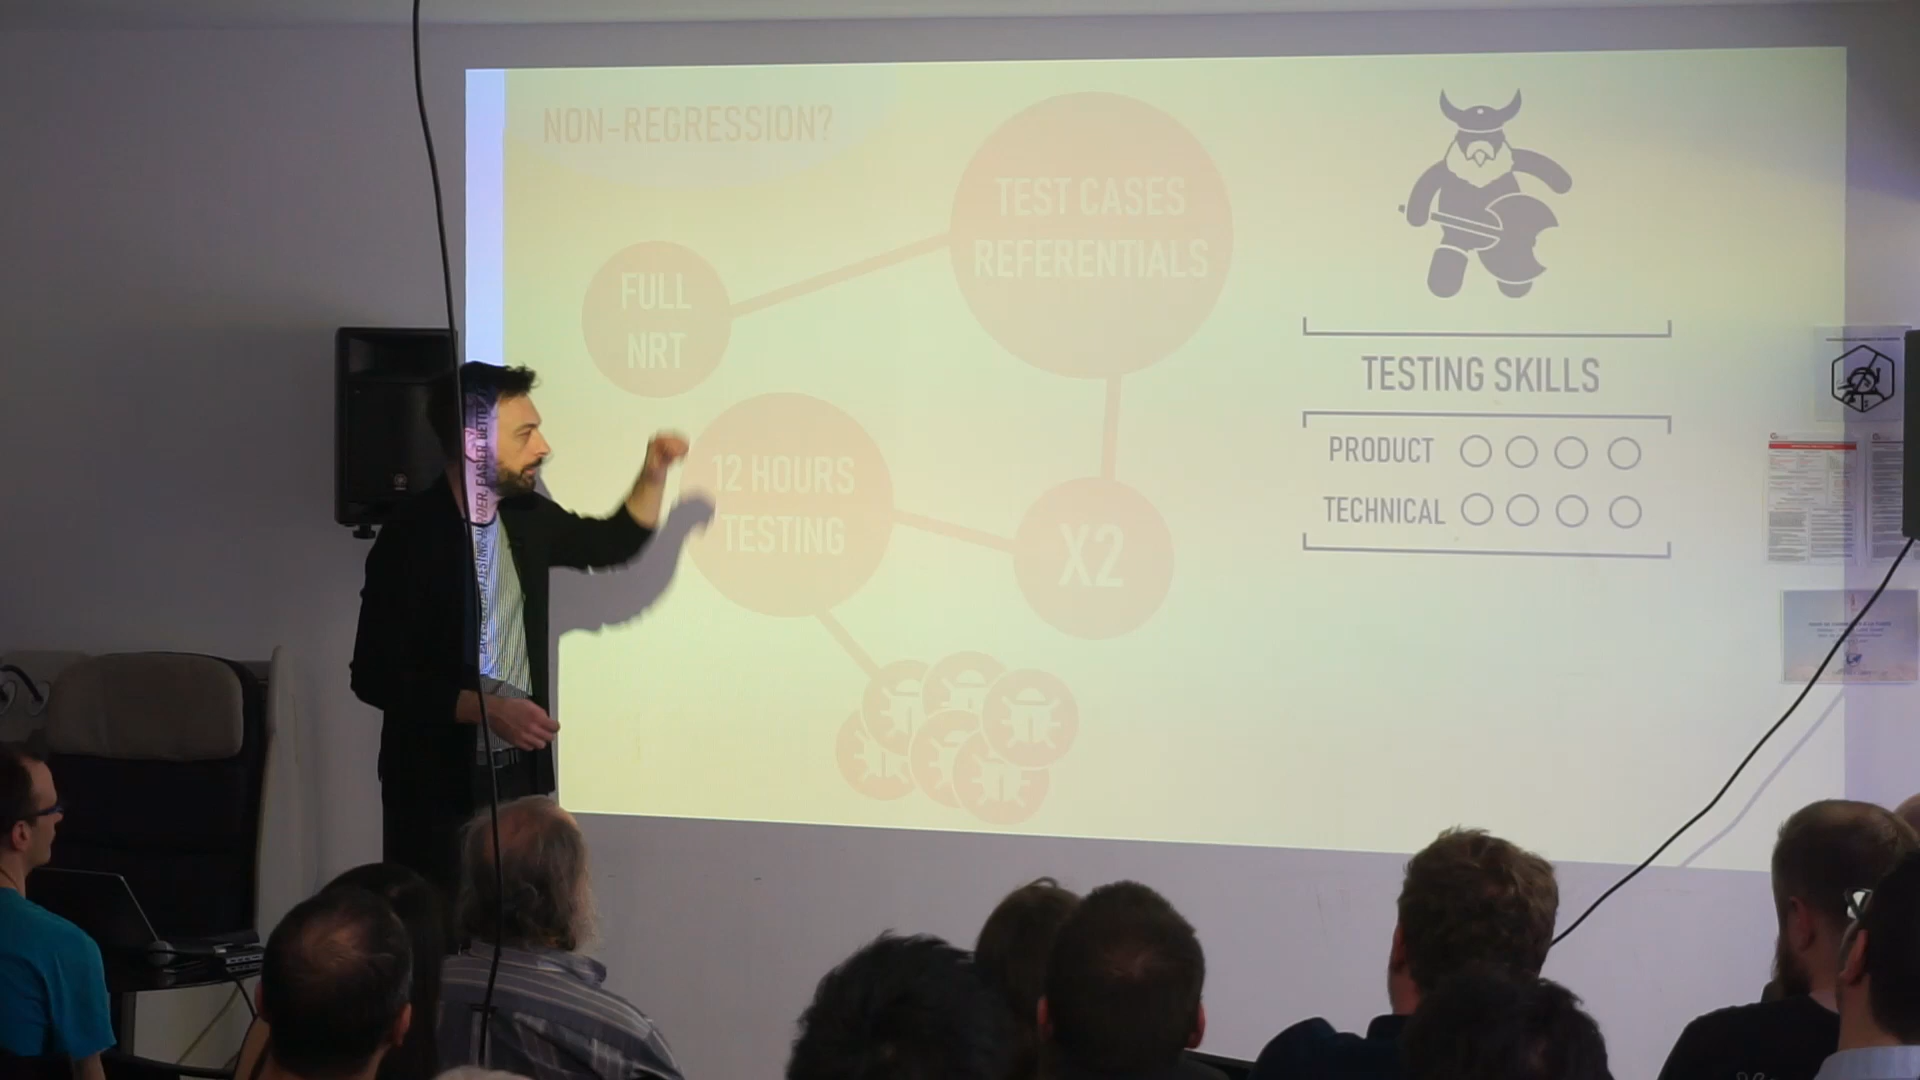 NON-REGRESSION?
TEST CASES
REFERENTIALS
FULL
NRT
12 HOURS
TESTING
X2
TESTING SKILLS
PRODUCT
TECHNICAL